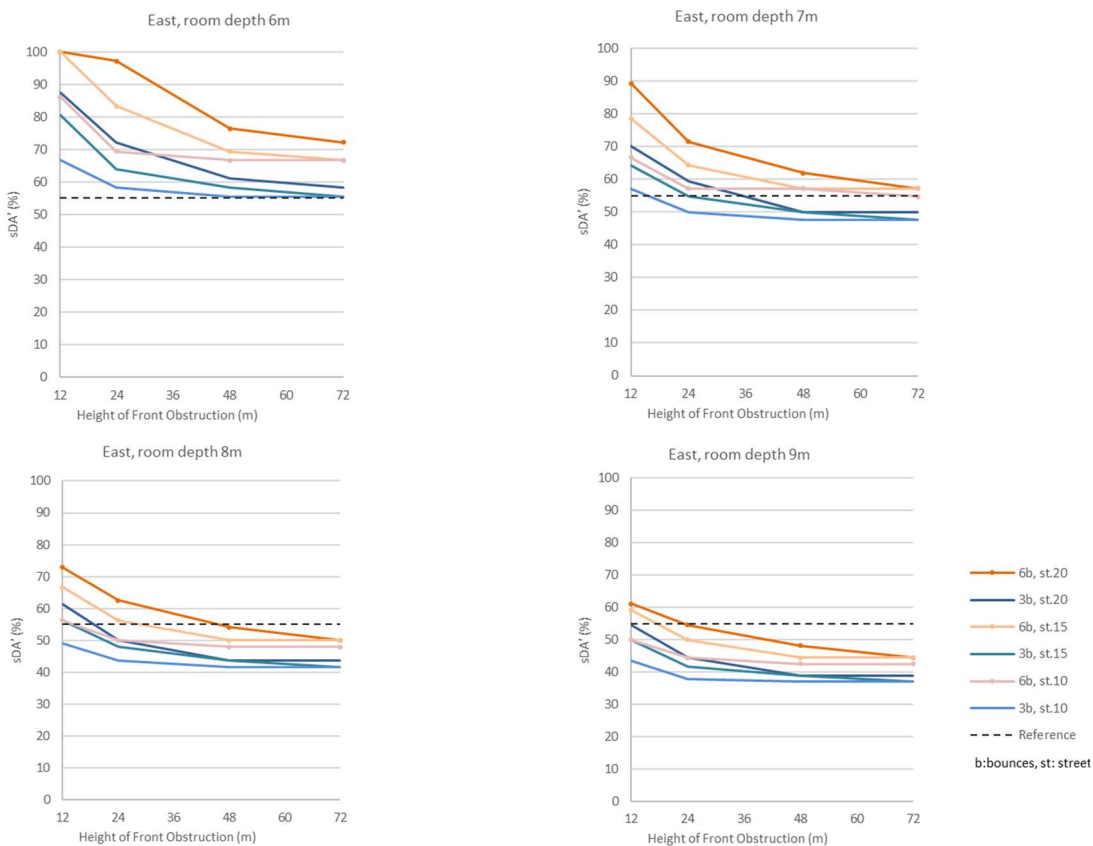 East, room depth 6m
100
90
80
70
60
50
40
30
20
10
0
sDA' (%)
12 24 36 48 60 72
Height of Front Obstruction (m)
East, room depth 7m
100
90
80
70
60
50
40
30
20
10
0
sDA' (%)
12 24 36 48 60 72
Height of Front Obstruction (m)
East, room depth 8m
100
90
80
70
60
50
40
30
20
10
0
sDA' (%)
12 24 36 48 60 72
Height of Front Obstruction (m)
East, room depth 9m
100
90
80
70
60
50
40
30
20
10
0
sDA' (%)
12 24 36 48 60 72
Height of Front Obstruction (m)
6b, st.20
3b, st.20
6b, st.15
3b, st.15
6b, st.10
3b, st.10
Reference
b:bounces, st: street